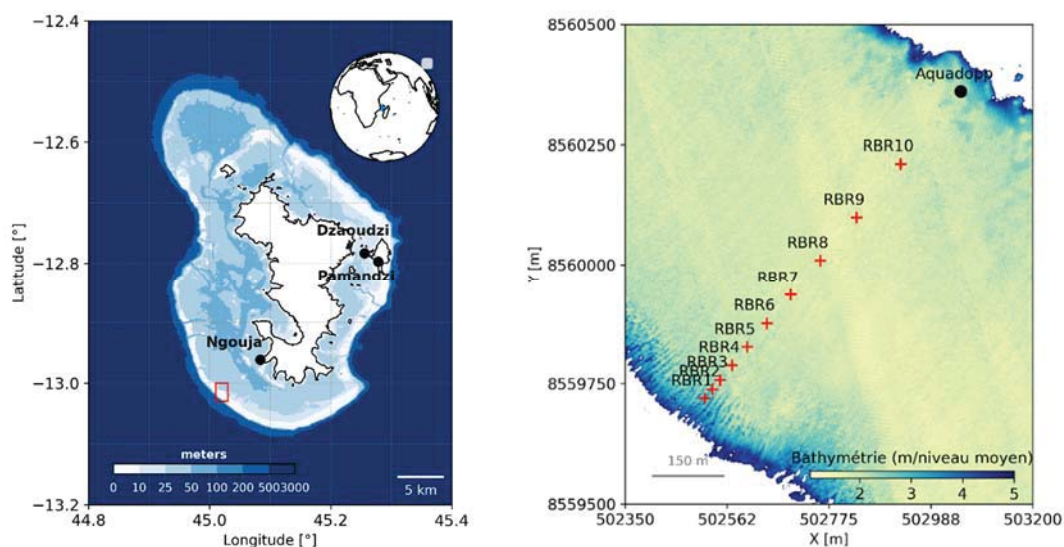 −12.4
−12.6
−12.8
−13.0
−13.2
Latitude [°]
Dzaoudzi
Pamandzi
Ngouja
meters
0 10 25 50 100 200 500 3000
5 km
44.8 45.0 45.2 45.4
Longitude [°]
8560500
8560250
8560000
8559750
8559500
Y [m]
Aquadopp
RBR10
RBR9
RBR8
RBR7
RBR6
RBR5
RBR4
RBR3
RBR2
RBR1
150 m
Bathymétrie (m/niveau moyen)
2 3 4 5
502350 502562 502775 502988 503200
X [m]